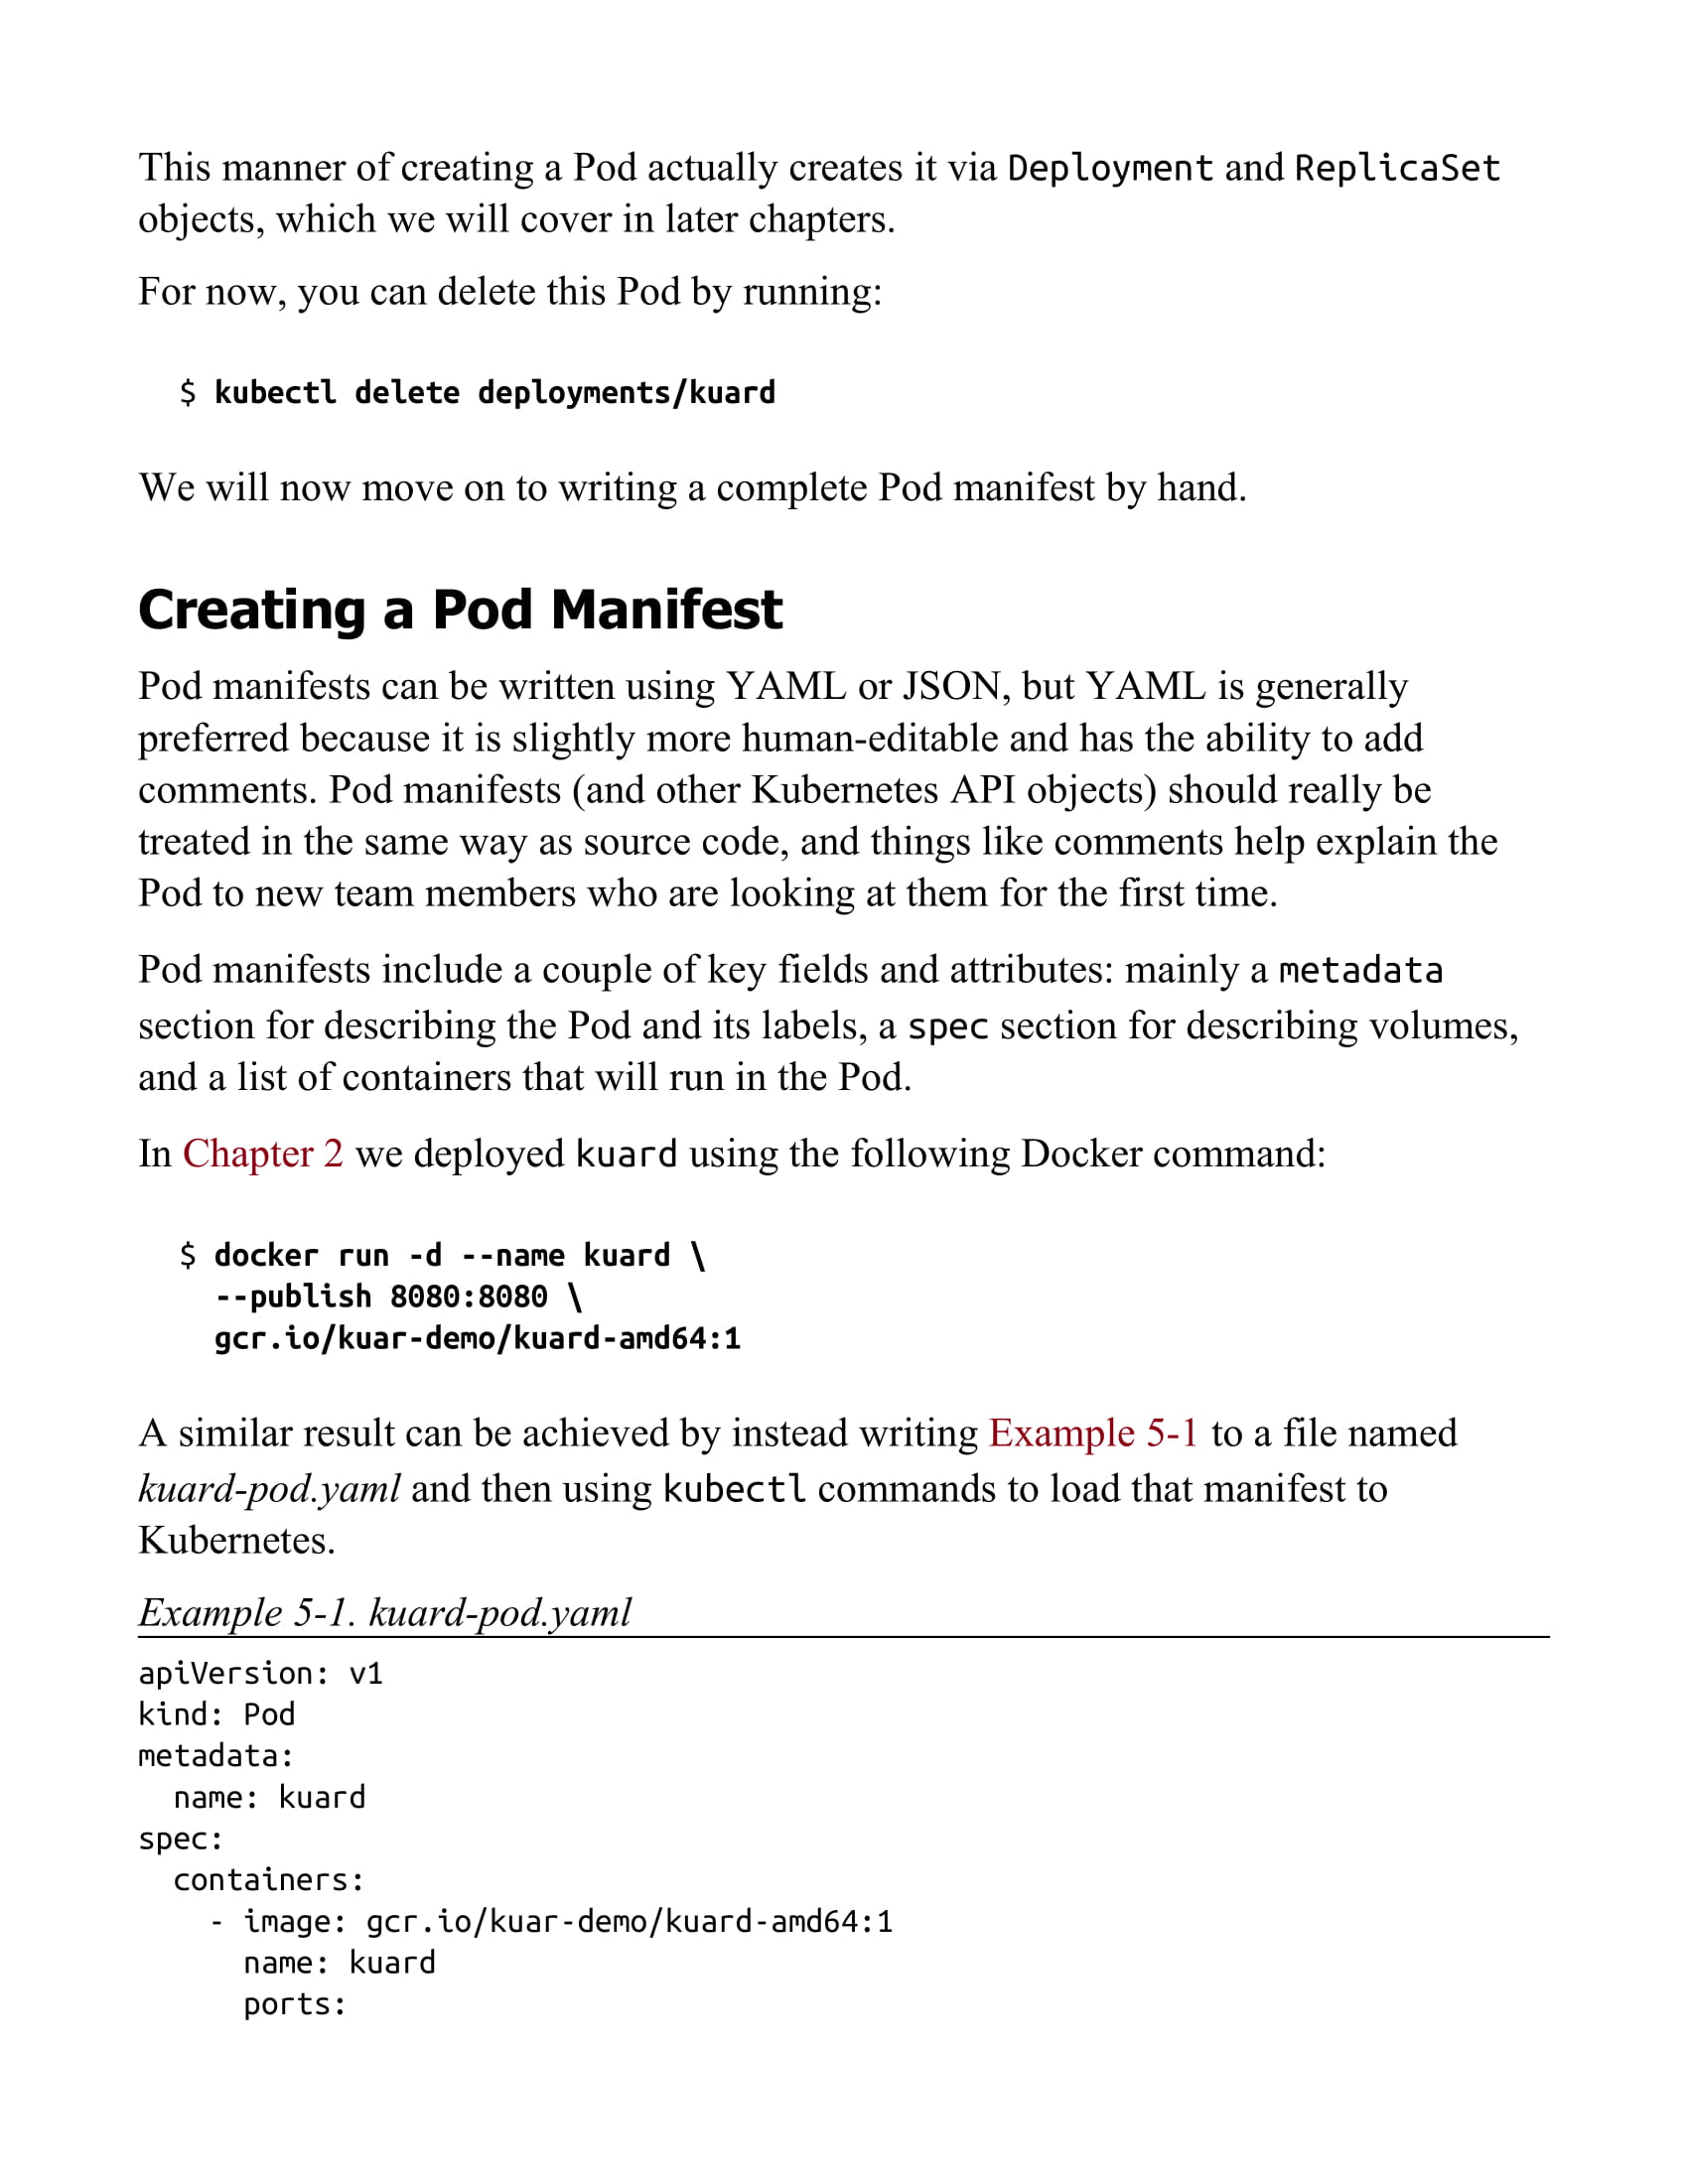 This manner of creating a Pod actually creates it via Deployment and ReplicaSet
objects, which we will cover in later chapters.
For now, you can delete this Pod by running:
$ kubectl delete deployments/kuard
We will now move on to writing a complete Pod manifest by hand.
Creating a Pod Manifest
Pod manifests can be written using YAML or JSON, but YAML is generally
preferred because it is slightly more human-editable and has the ability to add
comments. Pod manifests (and other Kubernetes API objects) should really be
treated in the same way as source code, and things like comments help explain the
Pod to new team members who are looking at them for the first time.
Pod manifests include a couple of key fields and attributes: mainly a metadata
section for describing the Pod and its labels, a spec section for describing volumes,
and a list of containers that will run in the Pod.
In Chapter 2 we deployed kuard using the following Docker command:
$ docker run -d --name kuard \
  --publish 8080:8080 \
  gcr.io/kuar-demo/kuard-amd64:1
A similar result can be achieved by instead writing Example 5-1 to a file named
kuard-pod.yaml and then using kubectl commands to load that manifest to
Kubernetes.
Example 5-1. kuard-pod.yaml
apiVersion: v1
kind: Pod
metadata:
  name: kuard
spec:
  containers:
    - image: gcr.io/kuar-demo/kuard-amd64:1
      name: kuard
      ports: